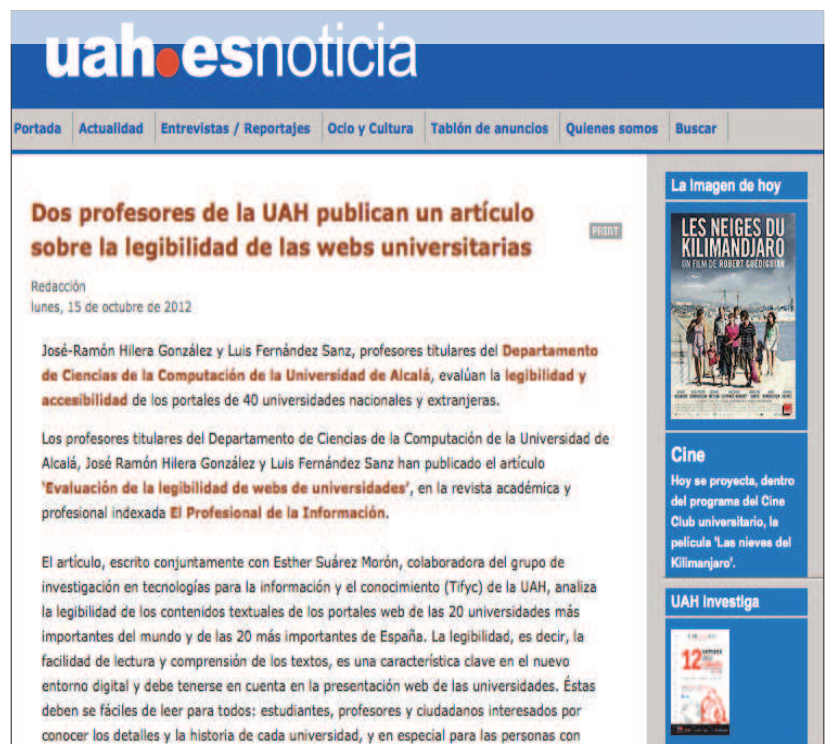 uah.esnoticia
Portada Actualidad Entrevistas / Reportajes Ocio y Cultura Tablón de anuncios Quienes somos Buscar
Dos profesores de la UAH publican un artículo
sobre la legibilidad de las webs universitarias
PRINT
Redacción
lunes, 15 de octubre de 2012
José-Ramón Hilera González y Luis Fernández Sanz, profesores titulares del Departamento
de Ciencias de la Computación de la Universidad de Alcalá, evalúan la legibilidad y
accesibilidad de los portales de 40 universidades nacionales y extranjeras.
Los profesores titulares del Departamento de Ciencias de la Computación de la Universidad de
Alcalá, José Ramón Hilera González y Luis Fernández Sanz han publicado el artículo
'Evaluación de la legibilidad de webs de universidades', en la revista académica y
profesional indexada El Profesional de la Información.
El artículo, escrito conjuntamente con Esther Suárez Morón, colaboradora del grupo de
investigación en tecnologías para la información y el conocimiento (Tifyc) de la UAH, analiza
la legibilidad de los contenidos textuales de los portales web de las 20 universidades más
importantes del mundo y de las 20 más importantes de España. La legibilidad, es decir, la
facilidad de lectura y comprensión de los textos, es una característica clave en el nuevo
entorno digital y debe tenerse en cuenta en la presentación web de las universidades. Éstas
deben se fáciles de leer para todos: estudiantes, profesores y ciudadanos interesados por
conocer los detalles y la historia de cada universidad, y en especial para las personas con
La Imagen de hoy
LES NEIGES DU
KILIMANDJARO
UN FILM DE ROBERT GUÉDIGUIAN
Cine
Hoy se proyecta, dentro
del programa del Cine
Club universitario, la
película 'Las nieves del
Kilimanjaro'.
UAH Investiga
12